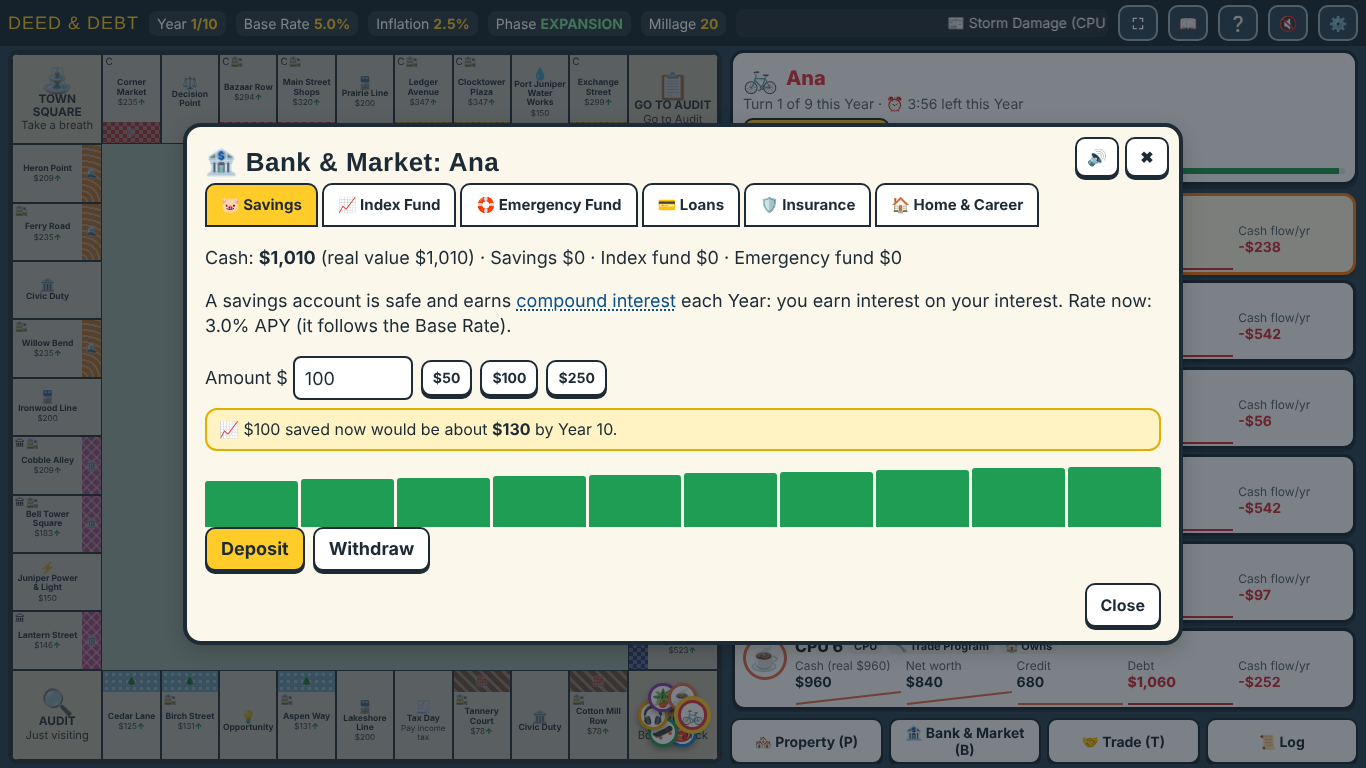 DEED & DEBT
Year 1/10
Base Rate 5.0%
Inflation 2.5%
Phase EXPANSION
Millage 20
Storm Damage (CPU
TOWN
SQUARE
Take a breath
C
Corner
Market
$235↑
Decision
Point
C
Bazaar Row
$294↑
C
Main Street
Shops
$320↑
Prairie Line
$200
C
Ledger
Avenue
$347↑
C
Clocktower
Plaza
$347↑
Port Juniper
Water
Works
$150
C
Exchange
Street
$299↑
GO TO AUDIT
Go to Audit
Ana
Turn 1 of 9 this Year · ⏰ 3:56 left this Year
Heron Point
$209↑
Ferry Road
$235↑
Civic Duty
Willow Bend
$235↑
Ironwood Line
$200
Cobble Alley
$209↑
Bell Tower
Square
$183↑
Juniper Power
& Light
$150
Lantern Street
$146↑
🏦 Bank & Market: Ana
🔊
✖
🐷 Savings
📈 Index Fund
🛟 Emergency Fund
💳 Loans
🛡️ Insurance
🏠 Home & Career
Cash: $1,010 (real value $1,010) · Savings $0 · Index fund $0 · Emergency fund $0
A savings account is safe and earns compound interest each Year: you earn interest on your interest. Rate now:
3.0% APY (it follows the Base Rate).
Amount $ 100
$50
$100
$250
📈 $100 saved now would be about $130 by Year 10.
Deposit
Withdraw
Close
Cash flow/yr
-$238
Cash flow/yr
-$542
Cash flow/yr
-$56
Cash flow/yr
-$542
Cash flow/yr
-$97
$523↑
CPU 6
CPU
Trade Program
Owns
Cash (real $960)
$960
Net worth
$840
Credit
680
Debt
$1,060
Cash flow/yr
-$252
AUDIT
Just visiting
Cedar Lane
$125↑
Birch Street
$131↑
Opportunity
Aspen Way
$131↑
Lakeshore
Line
$200
Tax Day
Pay income
tax
Tannery
Court
$78↑
Civic Duty
Cotton Mill
Row
$78↑
Property (P)
Bank & Market
(B)
Trade (T)
Log